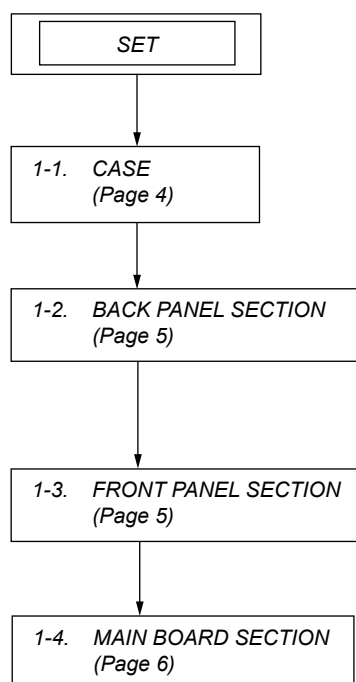 SET
1-1. CASE
(Page 4)
1-2. BACK PANEL SECTION
(Page 5)
1-3. FRONT PANEL SECTION
(Page 5)
1-4. MAIN BOARD SECTION
(Page 6)